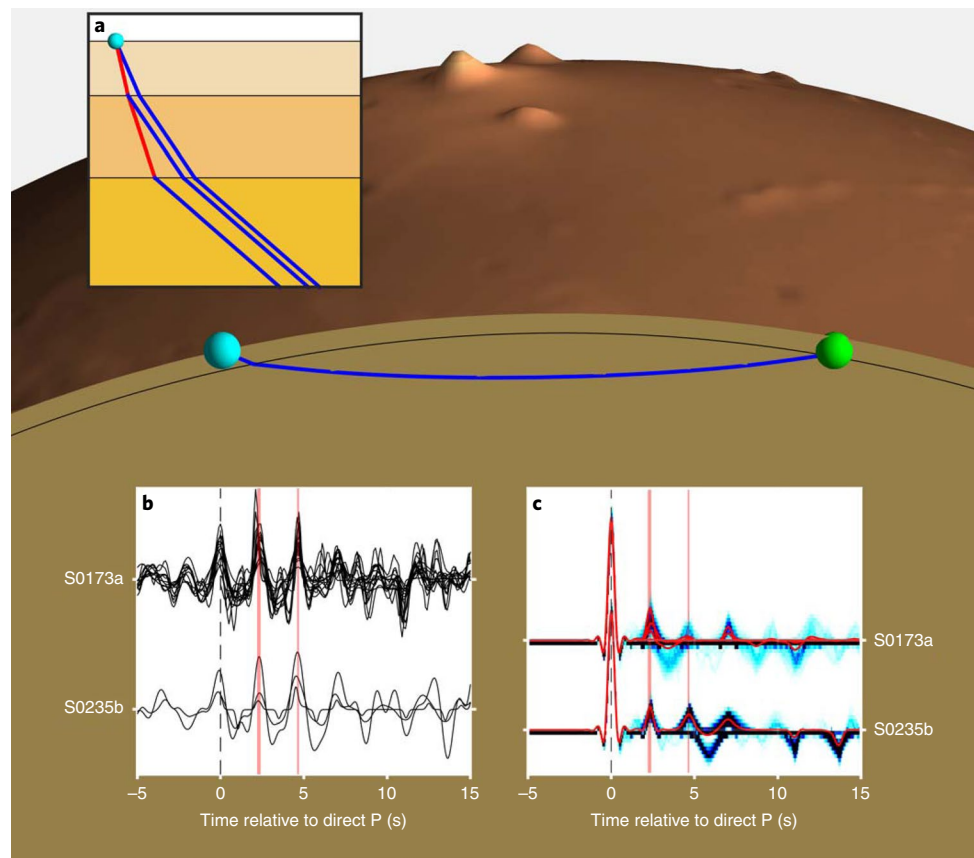 a
b
c
S0173a
S0235b
S0173a
S0235b
–5 0 5 10 15
Time relative to direct P (s)
–5 0 5 10 15
Time relative to direct P (s)